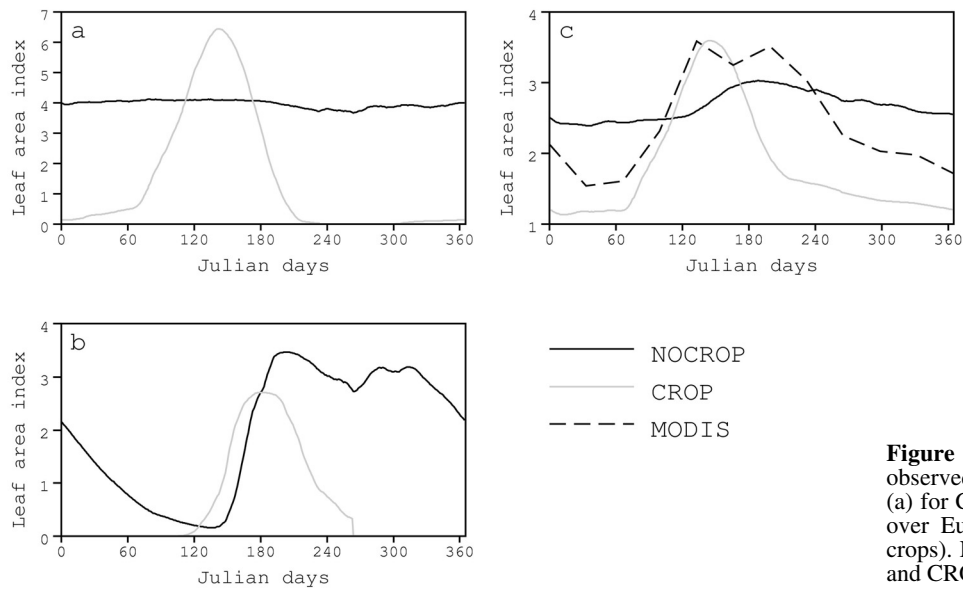 a
7
6
5
4
3
2
1
0
Leaf area index
0 60 120 180 240 300 360
Julian days
c
4
3
2
1
Leaf area index
0 60 120 180 240 300 360
Julian days
b
4
3
2
1
0
Leaf area index
0 60 120 180 240 300 360
Julian days
NOCROP
CROP
MODIS
Figure
observed
(a) for C
over Eu
crops). 
and CRO